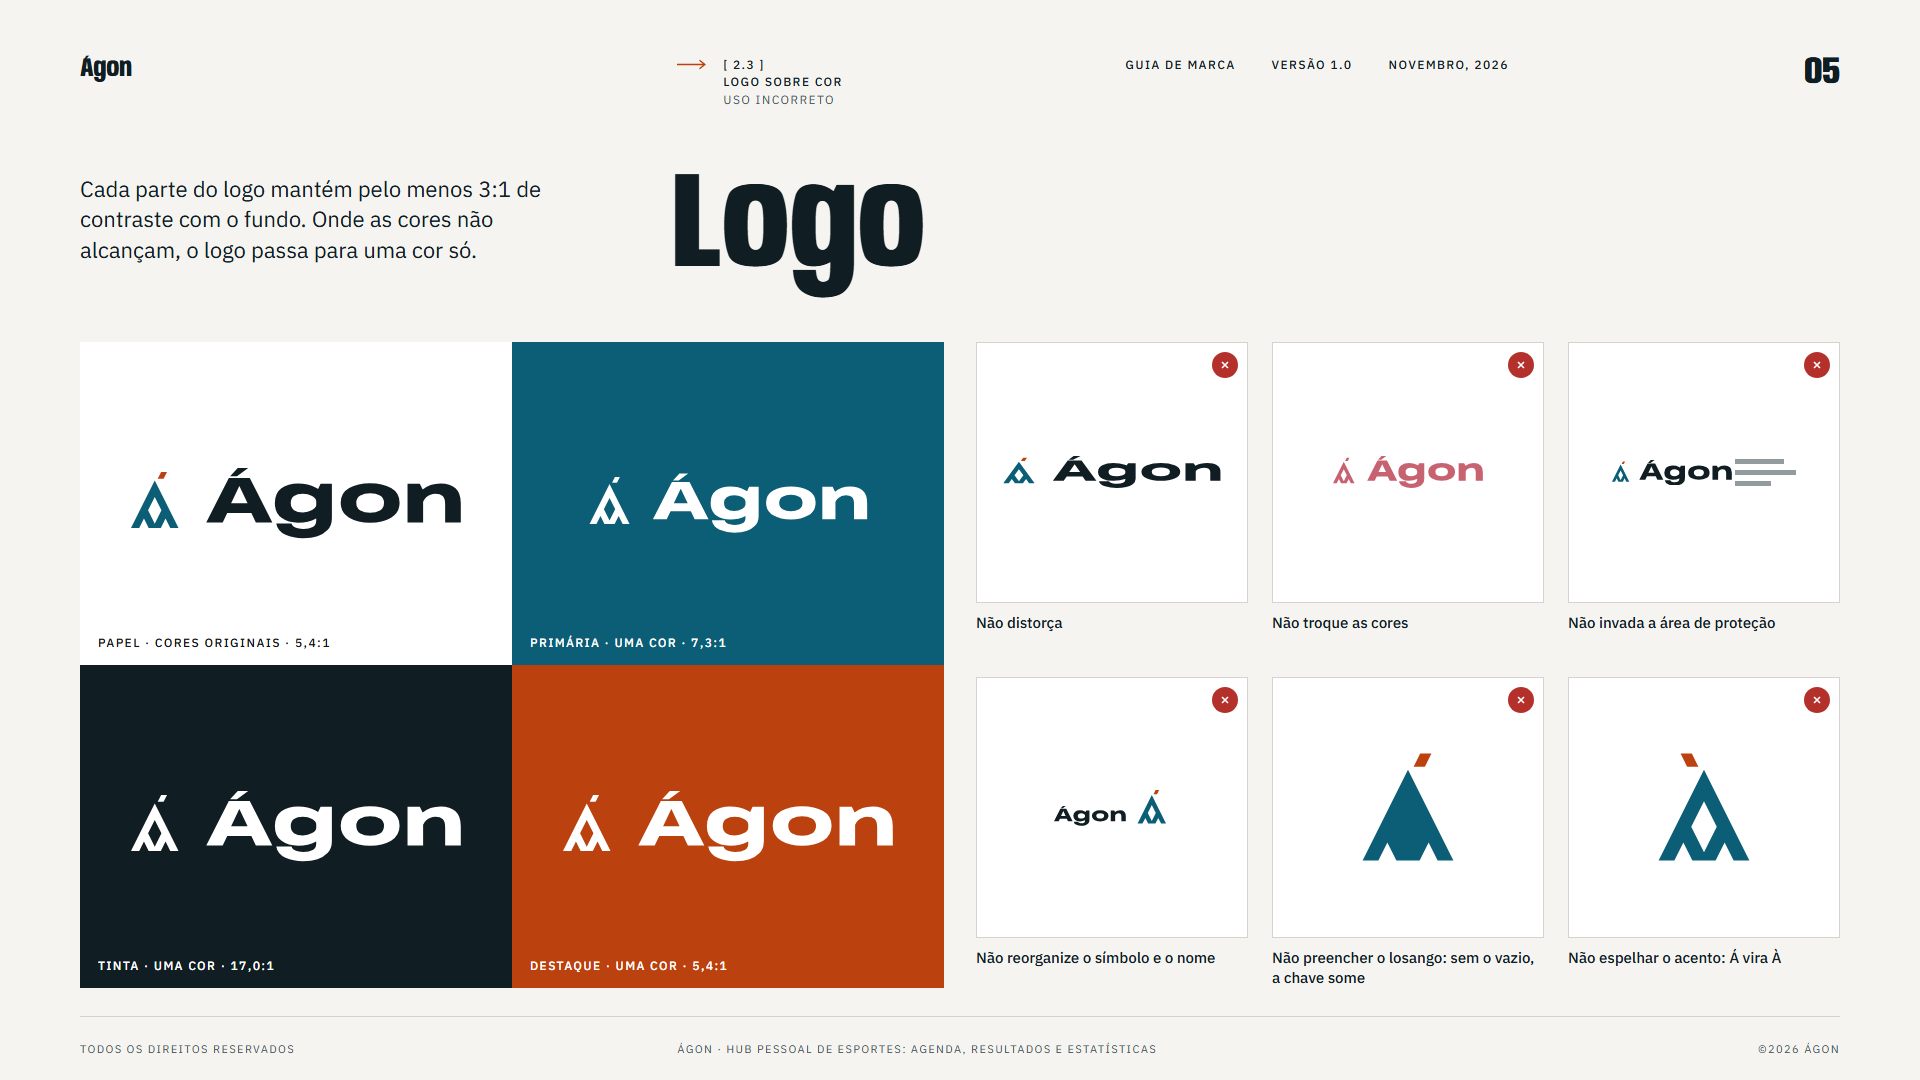 Ágon
[ 2.3 ]
LOGO SOBRE COR
USO INCORRETO
GUIA DE MARCA
VERSÃO 1.0
NOVEMBRO, 2026
05
Cada parte do logo mantém pelo menos 3:1 de
contraste com o fundo. Onde as cores não
alcançam, o logo passa para uma cor só.
Logo
Ágon
PAPEL · CORES ORIGINAIS · 5,4:1
Ágon
PRIMÁRIA · UMA COR · 7,3:1
Ágon
TINTA · UMA COR · 17,0:1
Ágon
DESTAQUE · UMA COR · 5,4:1
Ágon
Não distorça
Ágon
Não troque as cores
Ágon
Não invada a área de proteção
Ágon
Não reorganize o símbolo e o nome
Não preencher o losango: sem o vazio,
a chave some
Não espelhar o acento: Á vira À
TODOS OS DIREITOS RESERVADOS
ÁGON · HUB PESSOAL DE ESPORTES: AGENDA, RESULTADOS E ESTATÍSTICAS
©2026 ÁGON